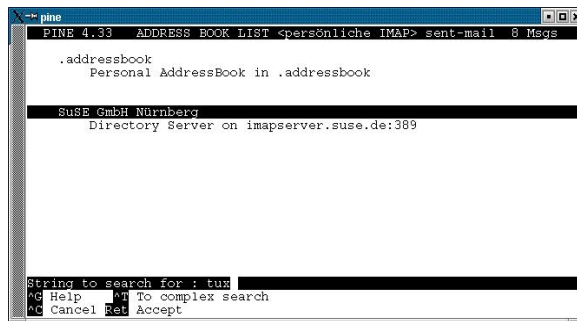 pine
PINE 4.33 ADDRESS BOOK LIST <persönliche IMAP> sent-mail 8 Msgs
.addressbook
Personal AddressBook in .addressbook
SuSE GmbH Nürnberg
Directory Server on imapserver.suse.de:389
String to search for : tux
^G Help ^T To complex search
^C Cancel Ret Accept